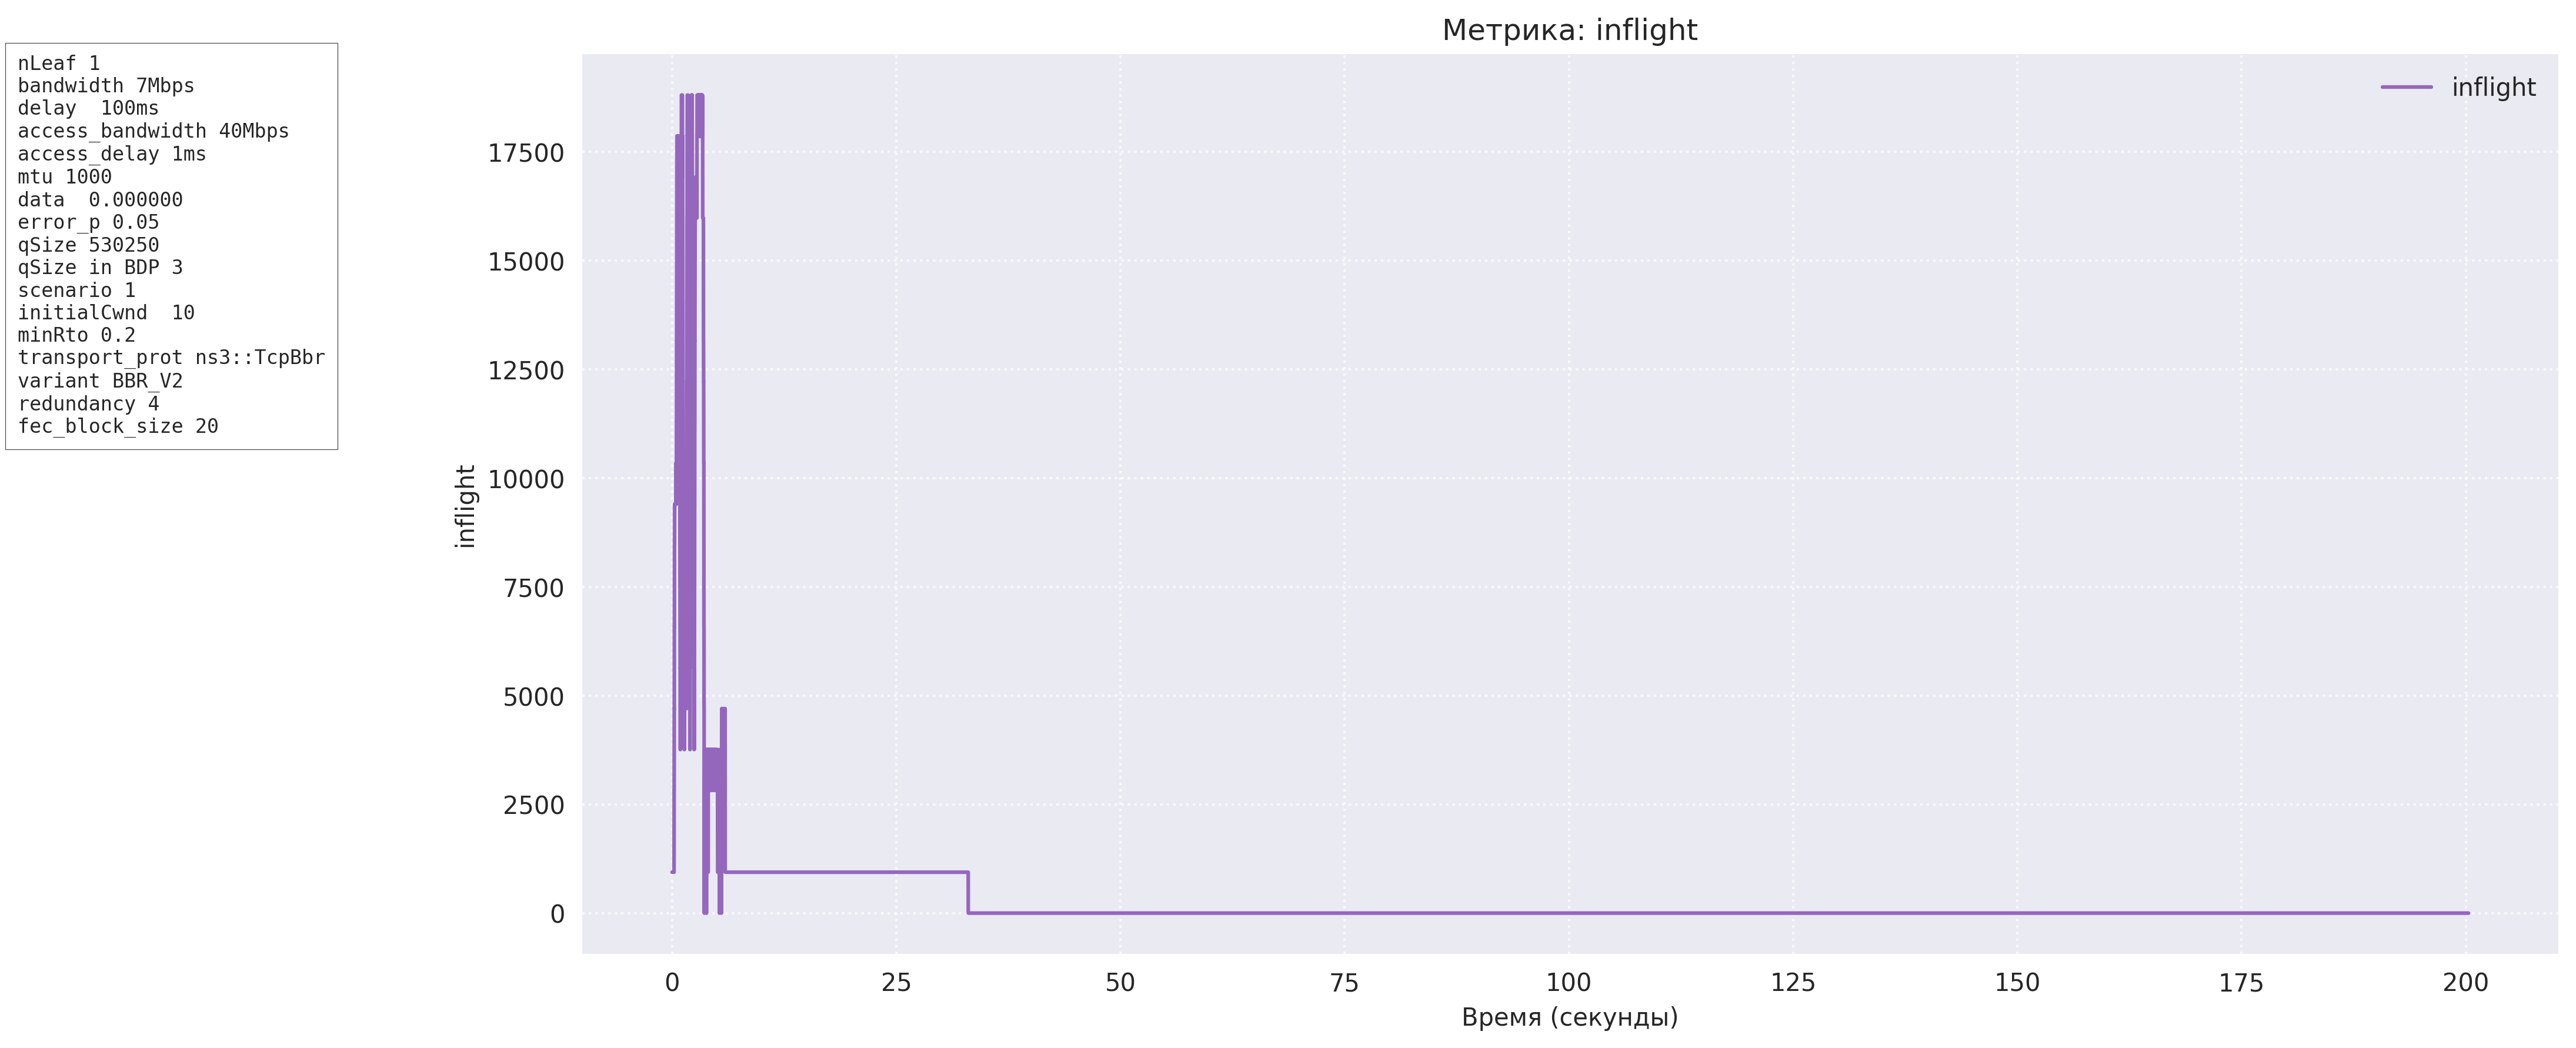 Метрика: inflight
nLeaf 1
bandwidth 7Mbps
delay  100ms
access_bandwidth 40Mbps
access_delay 1ms
mtu 1000
data  0.000000
error_p 0.05
qSize 530250
qSize in BDP 3
scenario 1
initialCwnd  10
minRto 0.2
transport_prot ns3::TcpBbr
variant BBR_V2
redundancy 4
fec_block_size 20
inflight
inflight
17500
15000
12500
10000
7500
5000
2500
0
0 25 50 75 100 125 150 175 200
Время (секунды)